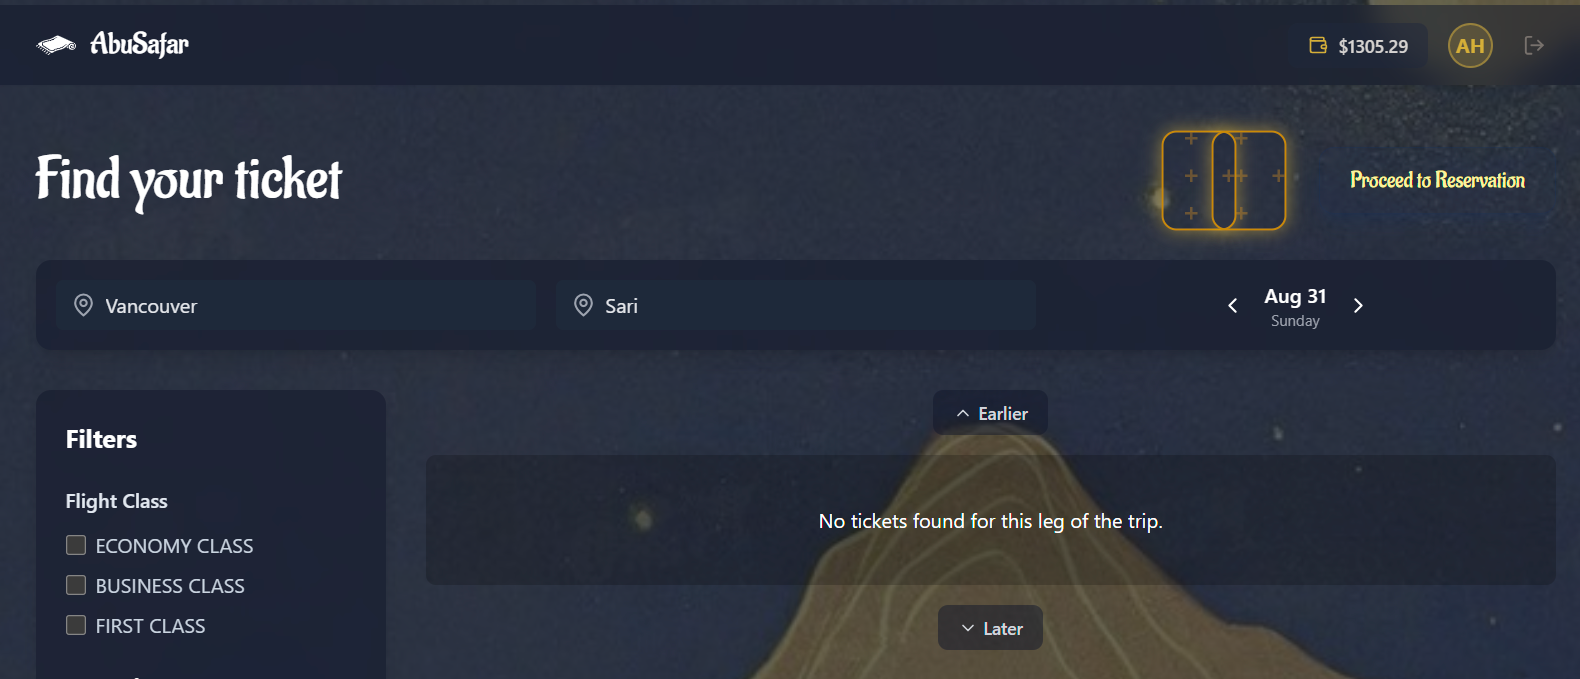 AbuSafar
$1305.29
AH
Find your ticket
Proceed to Reservation
Vancouver
Sari
Aug 31
Sunday
Filters
Flight Class
ECONOMY CLASS
BUSINESS CLASS
FIRST CLASS
Earlier
No tickets found for this leg of the trip.
Later